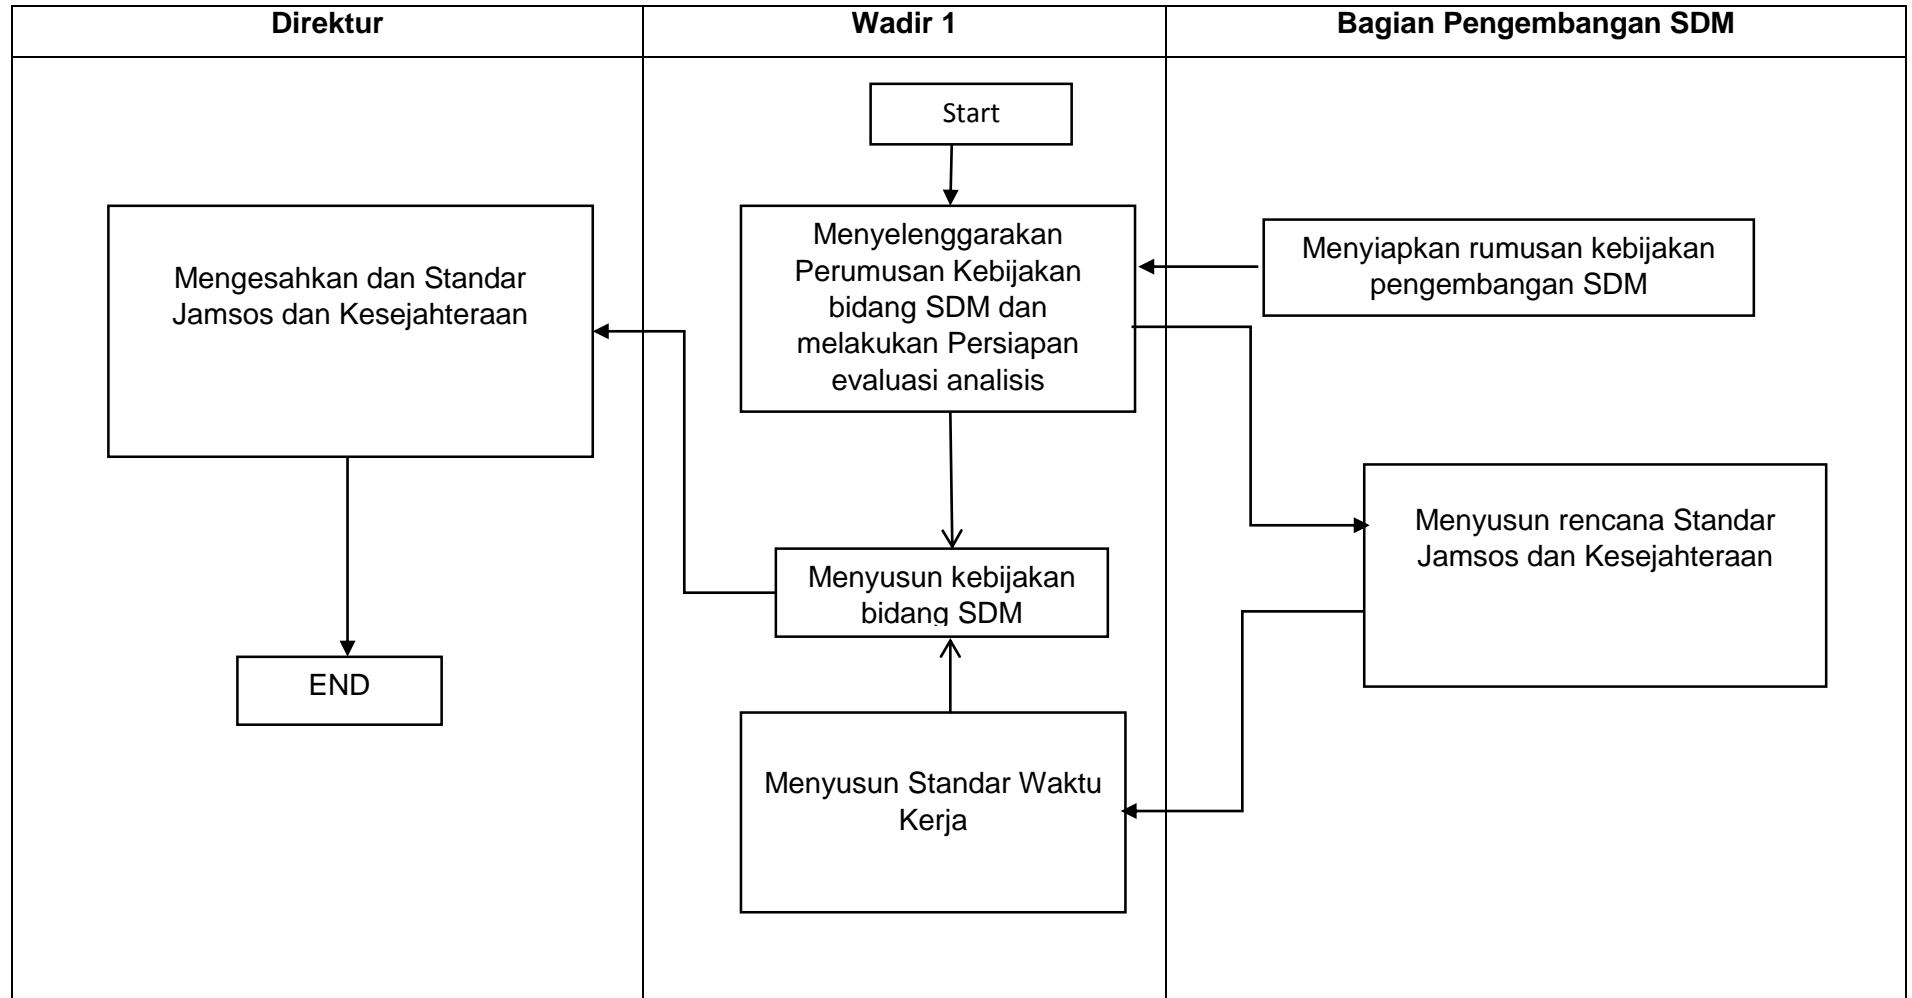 Direktur
Wadir 1
Bagian Pengembangan SDM
Start
Mengesahkan dan Standar
Jamsos dan Kesejahteraan
Menyelenggarakan
Perumusan Kebijakan
bidang SDM dan
melakukan Persiapan
evaluasi analisis
Menyiapkan rumusan kebijakan
pengembangan SDM
Menyusun rencana Standar
Jamsos dan Kesejahteraan
Menyusun kebijakan
bidang SDM
END
Menyusun Standar Waktu
Kerja